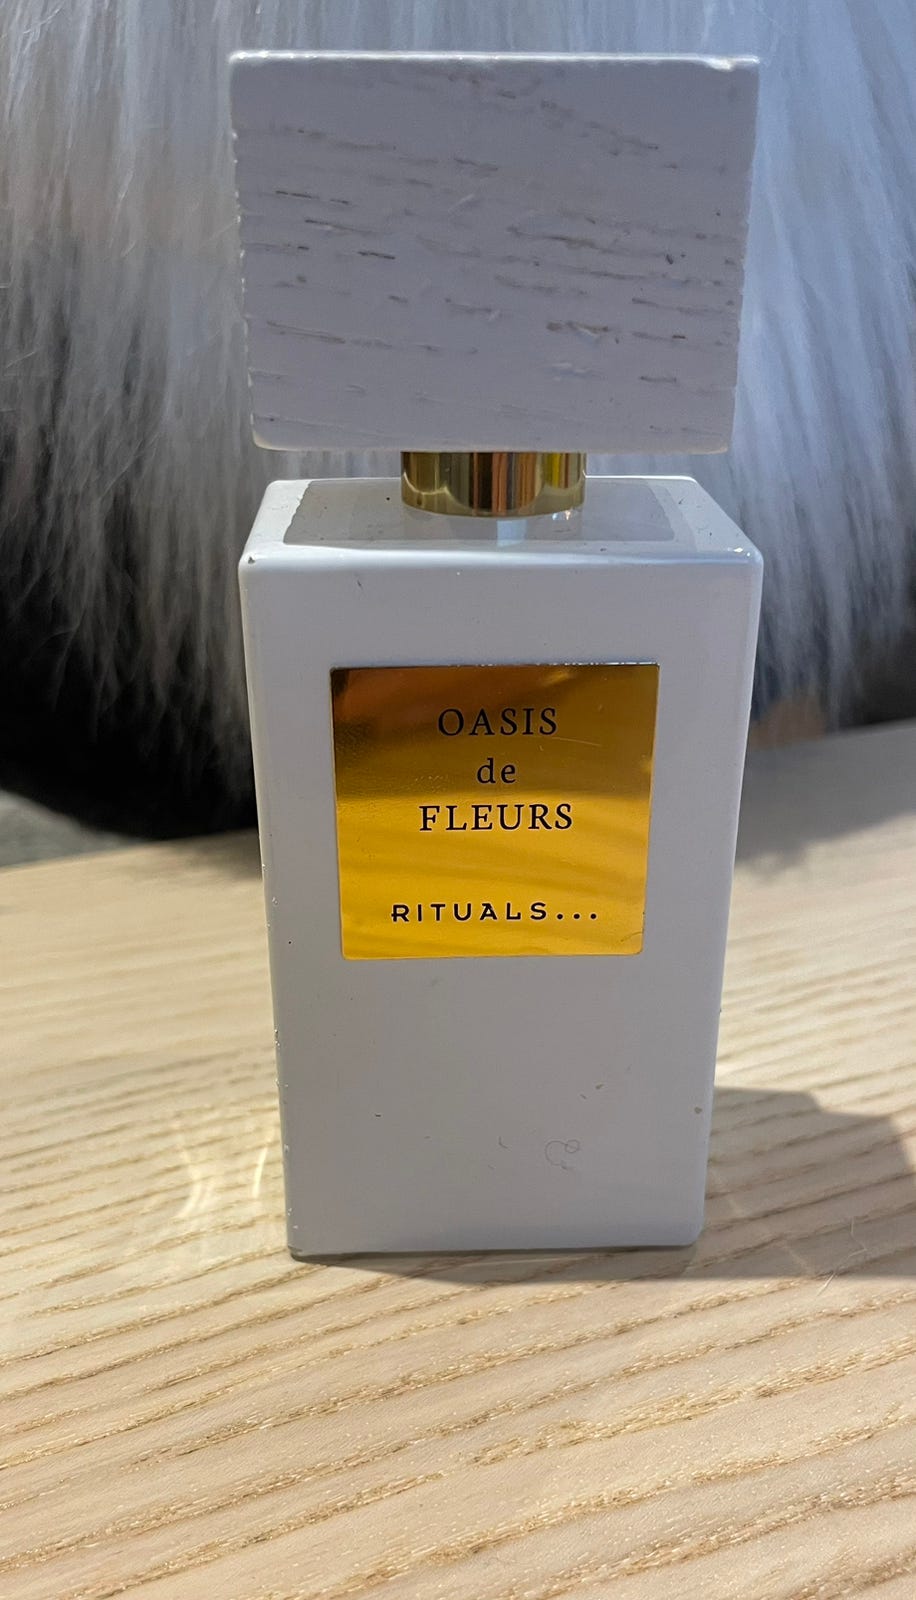 OASIS
de
FLEURS
RITUALS...